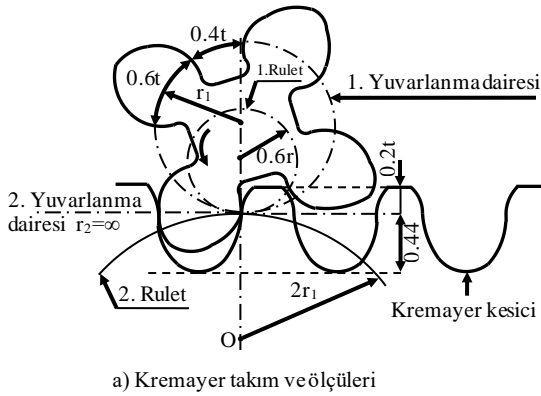 0.4t
0.6t
1.Rulet
r₁
1. Yuvarlanma dairesi
0.6r
0.2t
2. Yuvarlanma
dairesi r₂=∞
0.44
2. Rulet
2r₁
Kremayer kesici
O
a) Kremayer takım ve ölçüleri